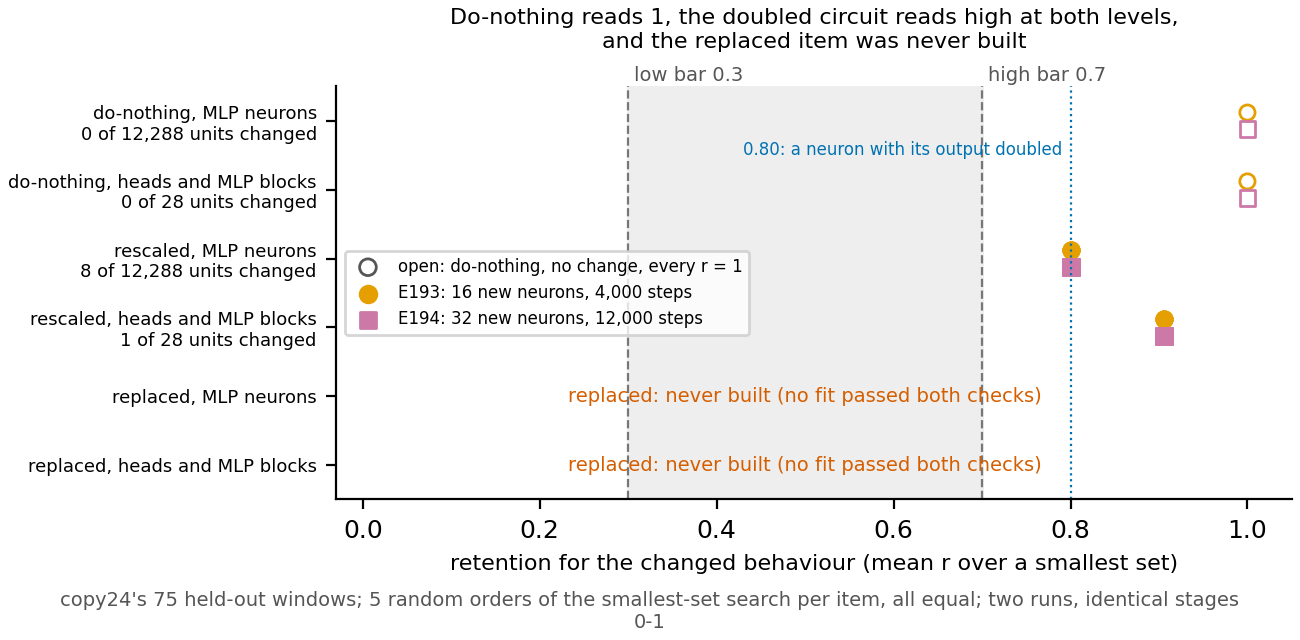 Do-nothing reads 1, the doubled circuit reads high at both levels,
and the replaced item was never built
low bar 0.3
high bar 0.7
do-nothing, MLP neurons
0 of 12,288 units changed
0.80: a neuron with its output doubled
do-nothing, heads and MLP blocks
0 of 28 units changed
rescaled, MLP neurons
8 of 12,288 units changed
open: do-nothing, no change, every r = 1
E193: 16 new neurons, 4,000 steps
E194: 32 new neurons, 12,000 steps
rescaled, heads and MLP blocks
1 of 28 units changed
replaced, MLP neurons
replaced: never built (no fit passed both checks)
replaced, heads and MLP blocks
replaced: never built (no fit passed both checks)
0.0 0.2 0.4 0.6 0.8 1.0
retention for the changed behaviour (mean r over a smallest set)
copy24's 75 held-out windows; 5 random orders of the smallest-set search per item, all equal; two runs, identical stages
0-1